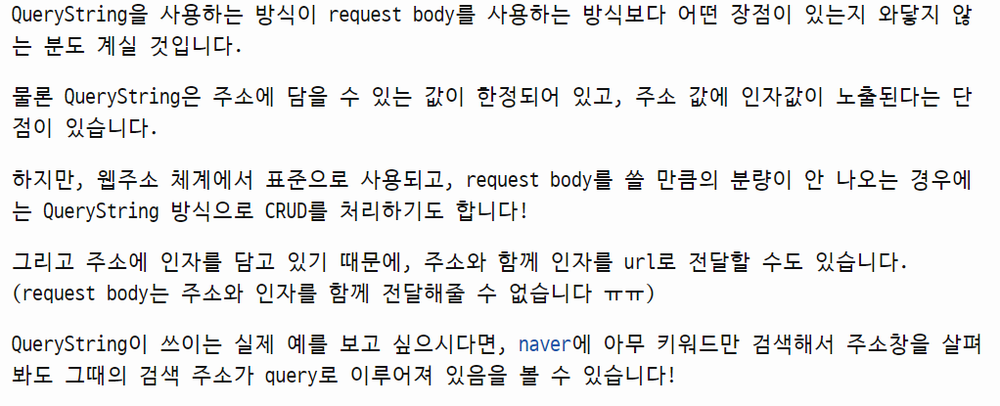 QueryString을 사용하는 방식이 request body를 사용하는 방식보다 어떤 장점이 있는지 와닿지 않
는 분도 계실 것입니다.
물론 QueryString은 주소에 담을 수 있는 값이 한정되어 있고, 주소 값에 인자값이 노출된다는 단
점이 있습니다.
하지만, 웹주소 체계에서 표준으로 사용되고, request body를 쓸 만큼의 분량이 안 나오는 경우에
는 QueryString 방식으로 CRUD를 처리하기도 합니다!
그리고 주소에 인자를 담고 있기 때문에, 주소와 함께 인자를 url로 전달할 수도 있습니다.
(request body는 주소와 인자를 함께 전달해줄 수 없습니다 ㅠㅠ)
QueryString이 쓰이는 실제 예를 보고 싶으시다면, naver에 아무 키워드만 검색해서 주소창을 살펴
봐도 그때의 검색 주소가 query로 이루어져 있음을 볼 수 있습니다!